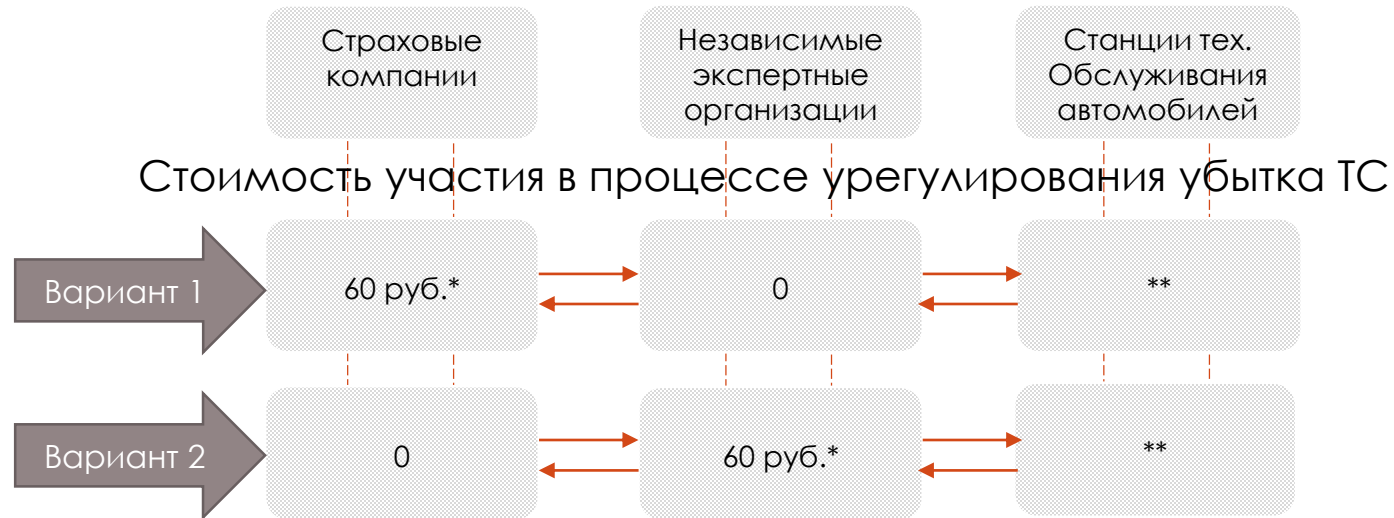 Страховые
компании
Независимые
экспертные
организации
Станции тех.
Обслуживания
автомобилей
Стоимость участия в процессе урегулирования убытка ТС
Вариант 1
60 руб.*
0
**
Вариант 2
0
60 руб.*
**